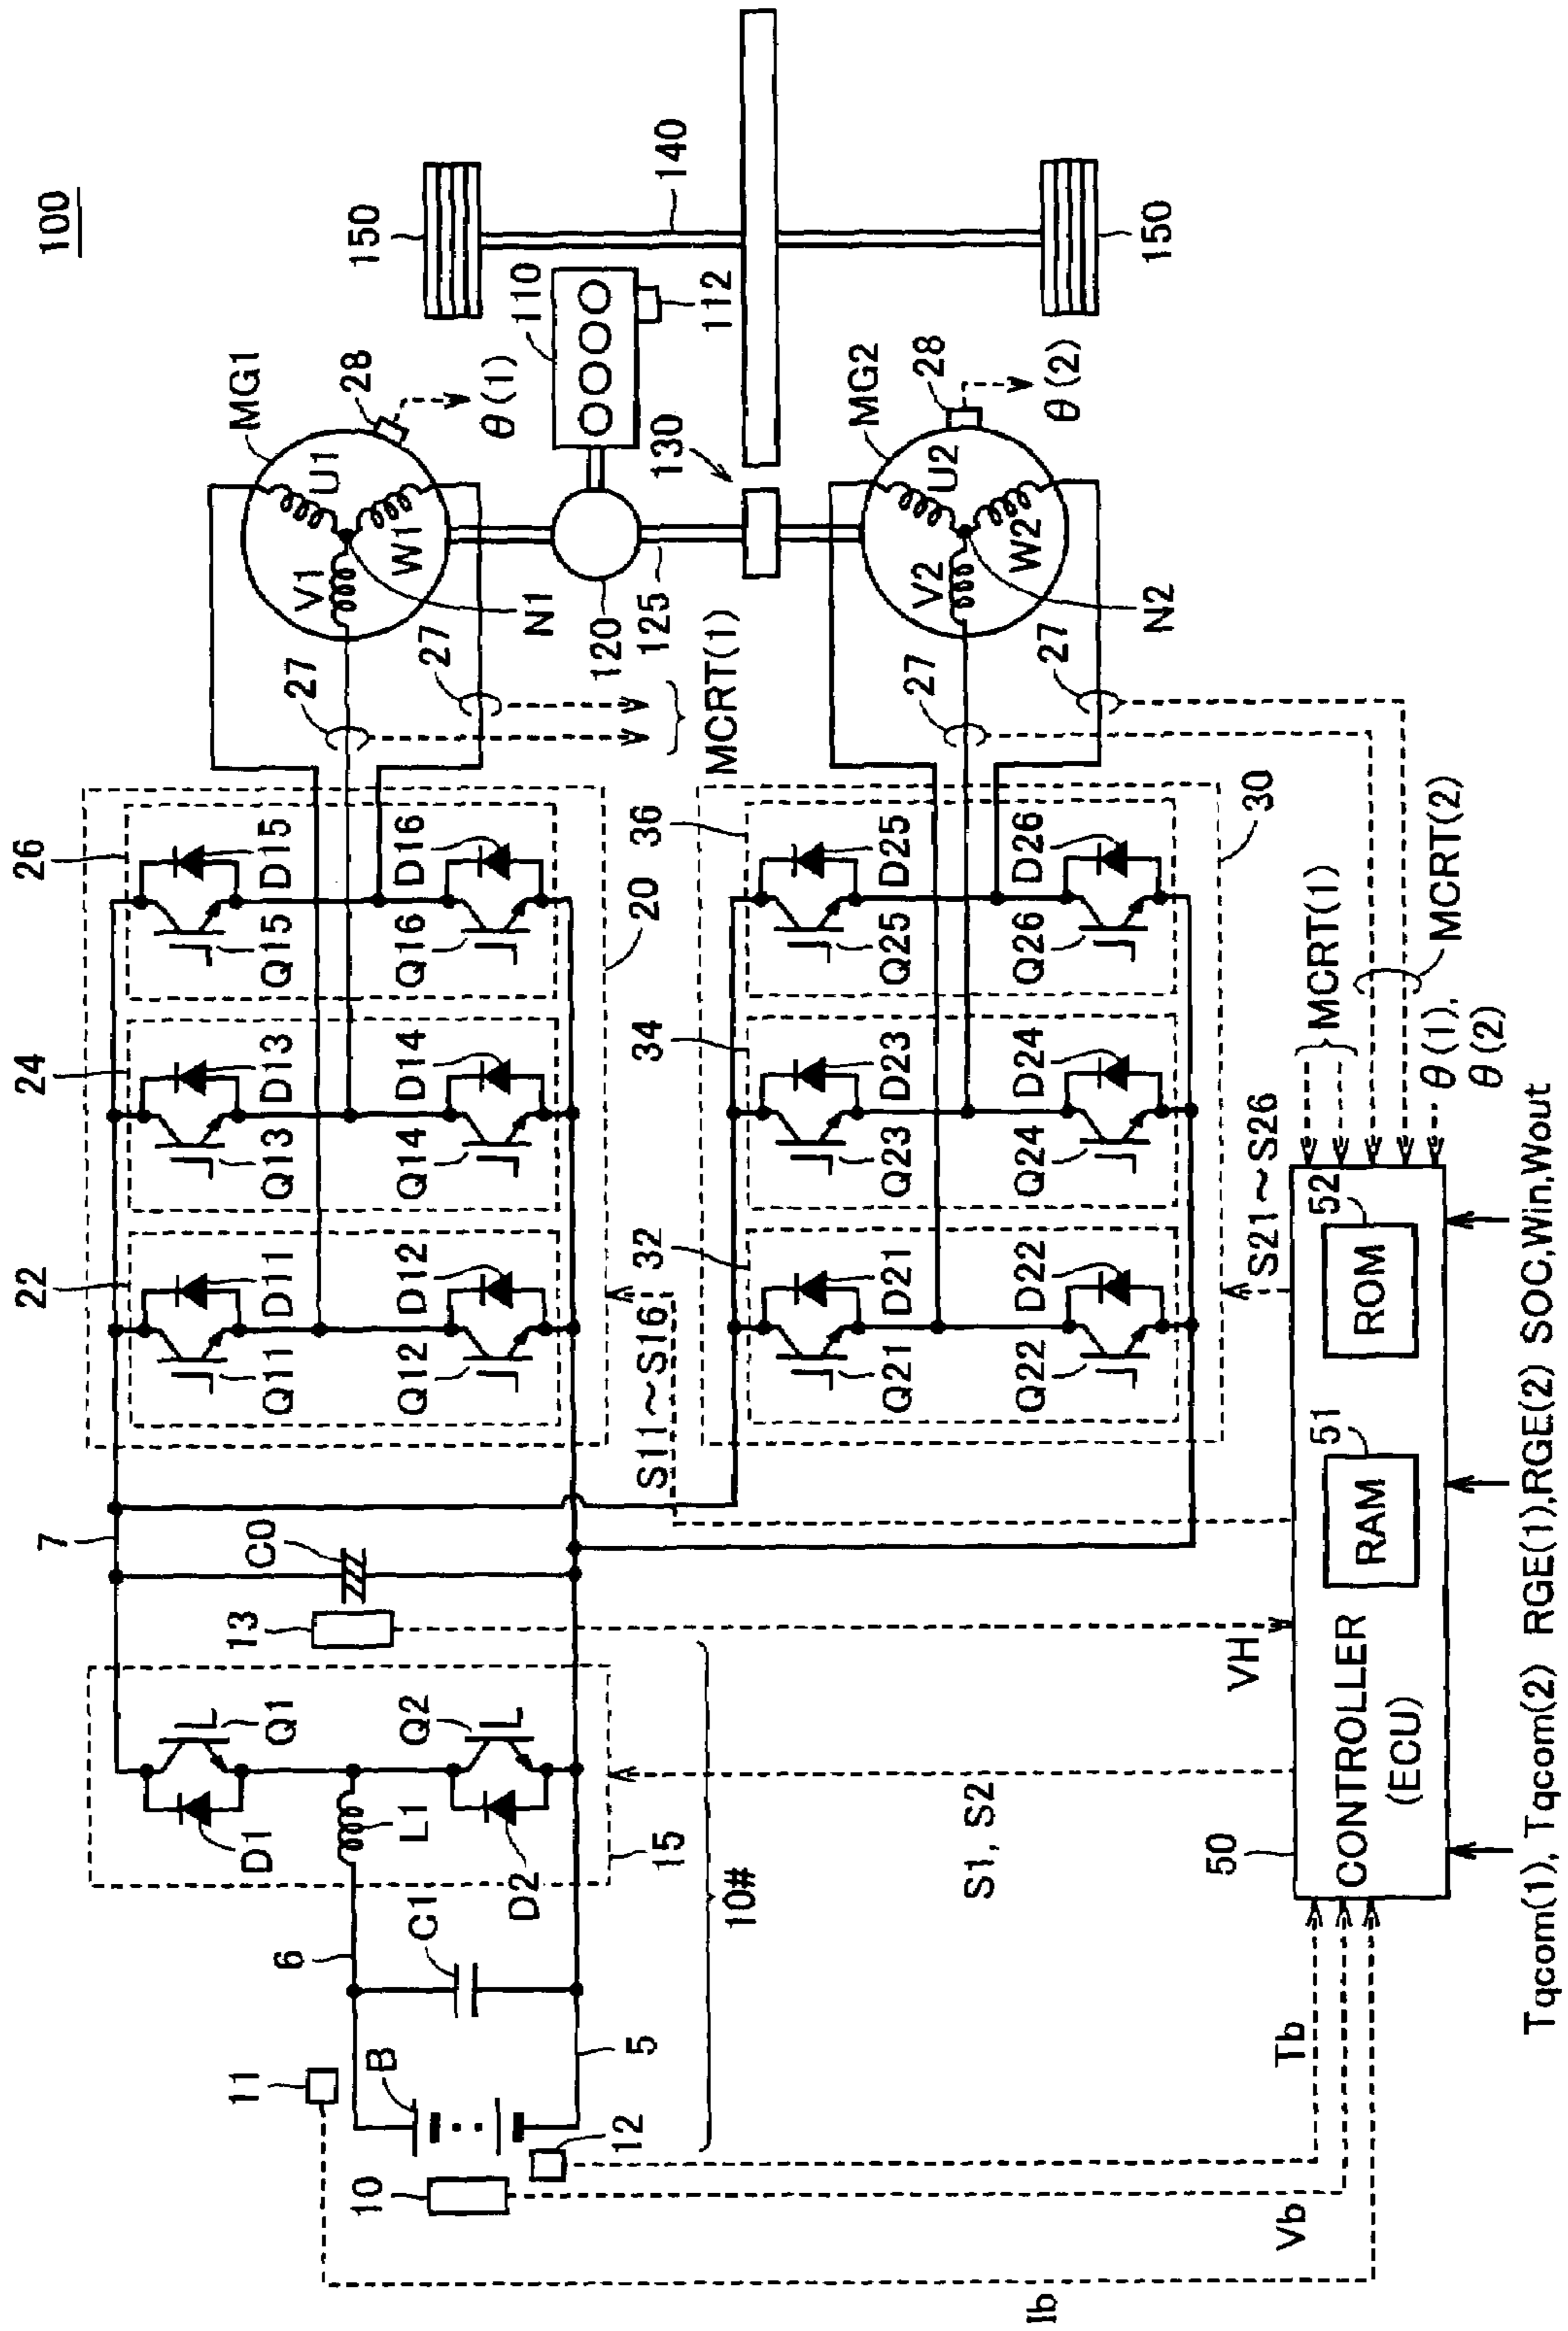 100
150
140
150
110
112
MG1
28
θ(1)
U1
V1
W1
N1
120
125
130
MG2
28
θ(2)
U2
V2
W2
N2
27
27
MCRT(1)
27
27
26
D15
Q15
D16
Q16
20
24
D13
Q13
D14
Q14
22
D11
Q11
D12
Q12
S11~S16
36
D25
Q25
D26
Q26
30
34
D23
Q23
D24
Q24
32
D21
Q21
D22
Q22
S21~S26
MCRT(1)
MCRT(2)
θ(1),
θ(2)
7
C0
13
VH
Q1
D1
Q2
D2
L1
15
10#
S1, S2
6
C1
5
B
11
12
10
Tb
Vb
Ib
50
CONTROLLER
(ECU)
RAM
51
ROM
52
Tqcom(1), Tqcom(2)
RGE(1),RGE(2)
SOC,Win,Wout